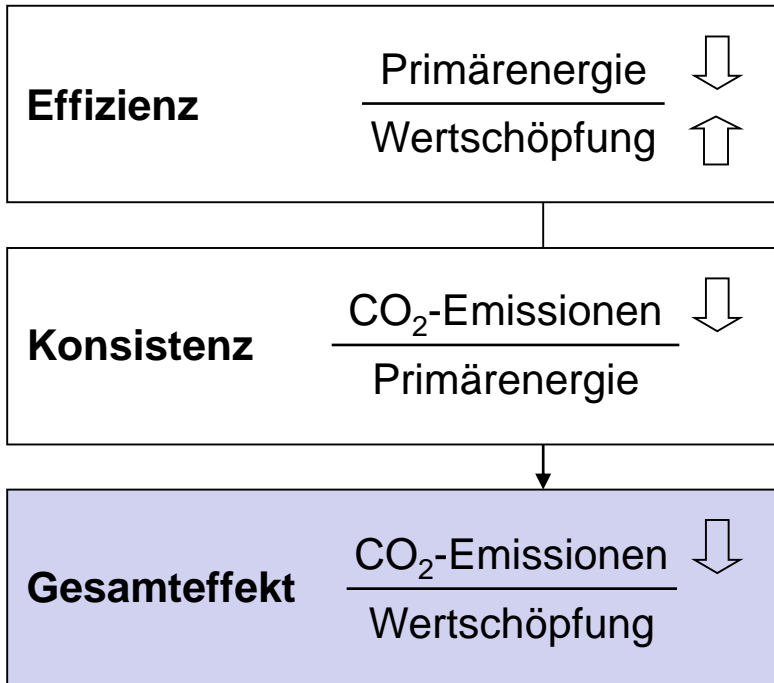 Effizienz
Primärenergie
Wertschöpfung
Konsistenz
CO₂-Emissionen
Primärenergie
Gesamteffekt
CO₂-Emissionen
Wertschöpfung